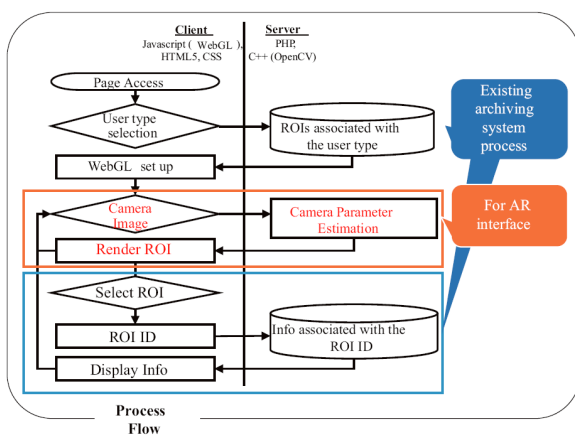 Client
Server
Javascript ( WebGL),
HTML5, CSS
PHP,
C++ (OpenCV)
Page Access
User type
selection
ROIs associated with
the user type
WebGL set up
Camera
Image
Camera Parameter
Estimation
Render ROI
Select ROI
ROI ID
Info associated with the
ROI ID
Display Info
Existing
archiving
system
process
For AR
interface
Process
Flow